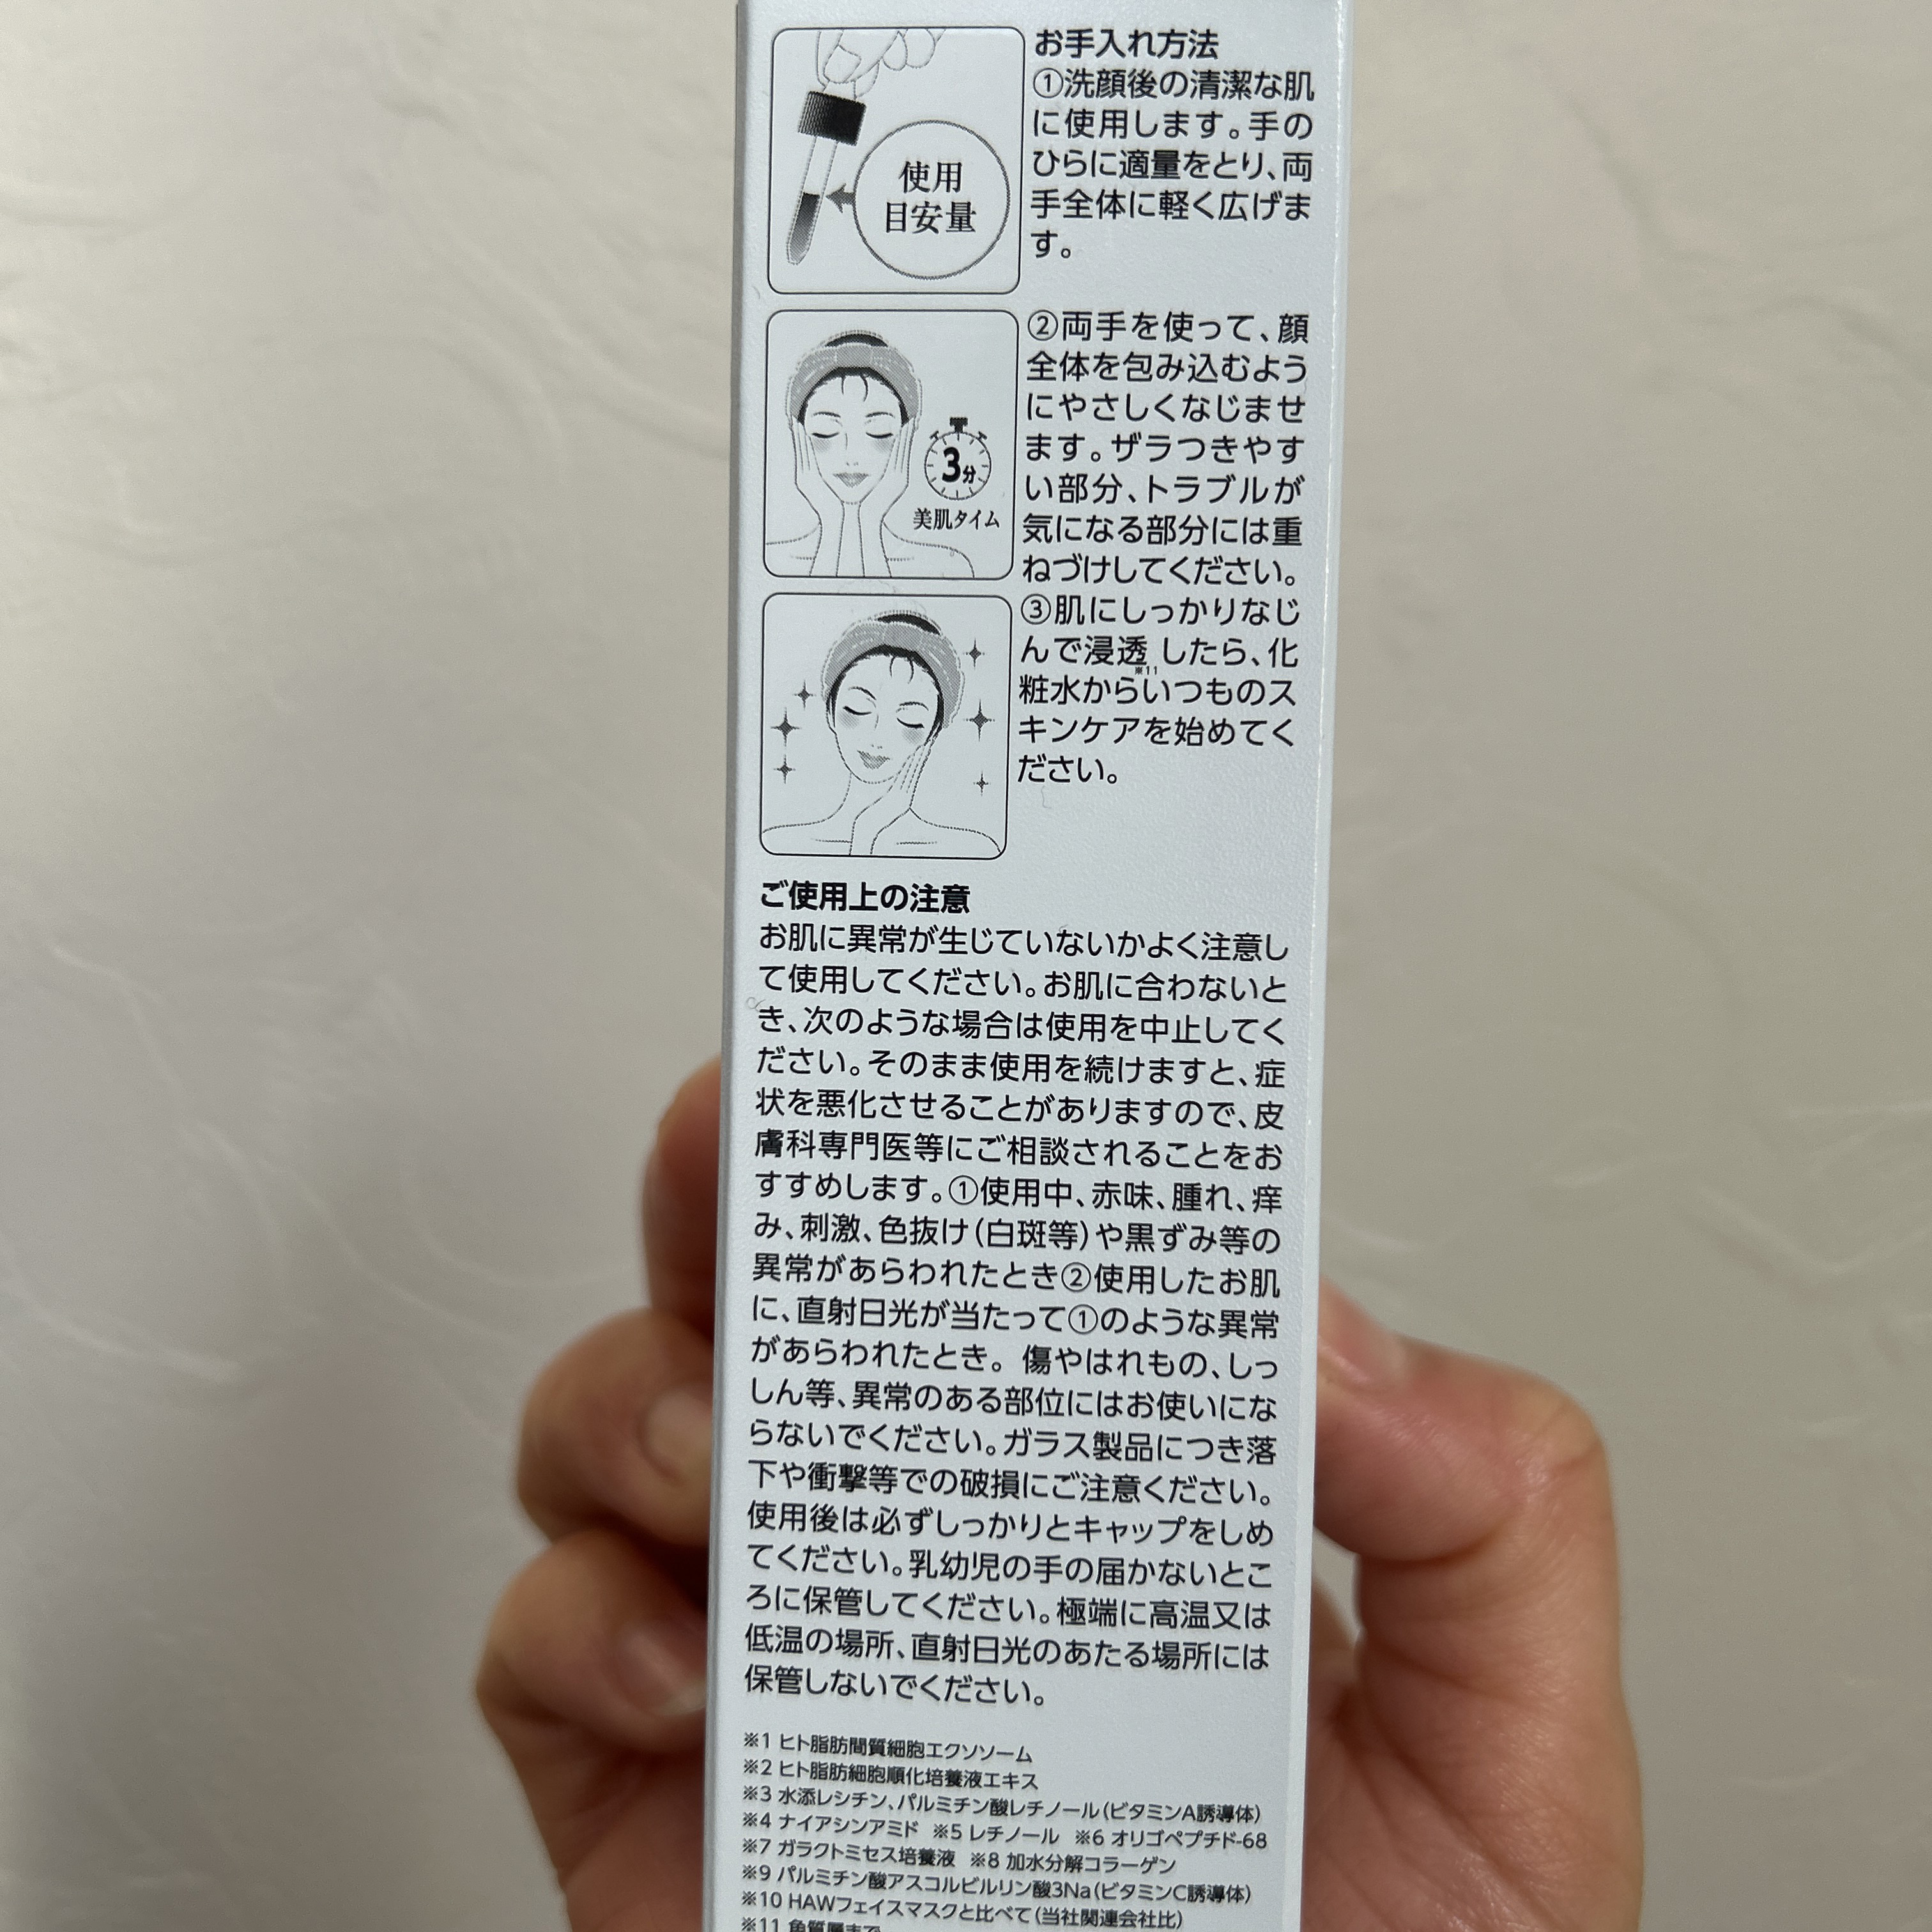 お手入れ方法
①洗顔後の清潔な肌
に使用します。手の
ひらに適量をとり、両
手全体に軽く広げま
す。
使用
目安量
②両手を使って、顔
全体を包み込むよう
にやさしくなじませ
ます。ザラつきやす
い部分、トラブルが
気になる部分には重
ねづけしてください。
3分
美肌タイム
③肌にしっかりなじ
んで浸透※11したら、化
粧水からいつものス
キンケアを始めてく
ださい。
ご使用上の注意
お肌に異常が生じていないかよく注意し
て使用してください。お肌に合わないと
き、次のような場合は使用を中止してく
ださい。そのまま使用を続けますと、症
状を悪化させることがありますので、皮
膚科専門医等にご相談されることをお
すすめします。①使用中、赤味、腫れ、痒
み、刺激、色抜け(白斑等)や黒ずみ等の
異常があらわれたとき②使用したお肌
に、直射日光が当たって①のような異常
があらわれたとき。 傷やはれもの、しっ
しん等、異常のある部位にはお使いにな
らないでください。ガラス製品につき落
下や衝撃等での破損にご注意ください。
使用後は必ずしっかりとキャップをしめ
てください。乳幼児の手の届かないとこ
ろに保管してください。極端に高温又は
低温の場所、直射日光のあたる場所には
保管しないでください。
※1 ヒト脂肪間質細胞エクソソーム
※2 ヒト脂肪細胞順化培養液エキス
※3 水添レシチン、パルミチン酸レチノール(ビタミンA誘導体)
※4 ナイアシンアミド ※5 レチノール ※6 オリゴペプチド-68
※7 ガラクトミセス培養液 ※8 加水分解コラーゲン
※9 パルミチン酸アスコルビルリン酸3Na(ビタミンC誘導体)
※10 HAWフェイスマスクと比べて(当社関連会社比)
※11 角質層まで